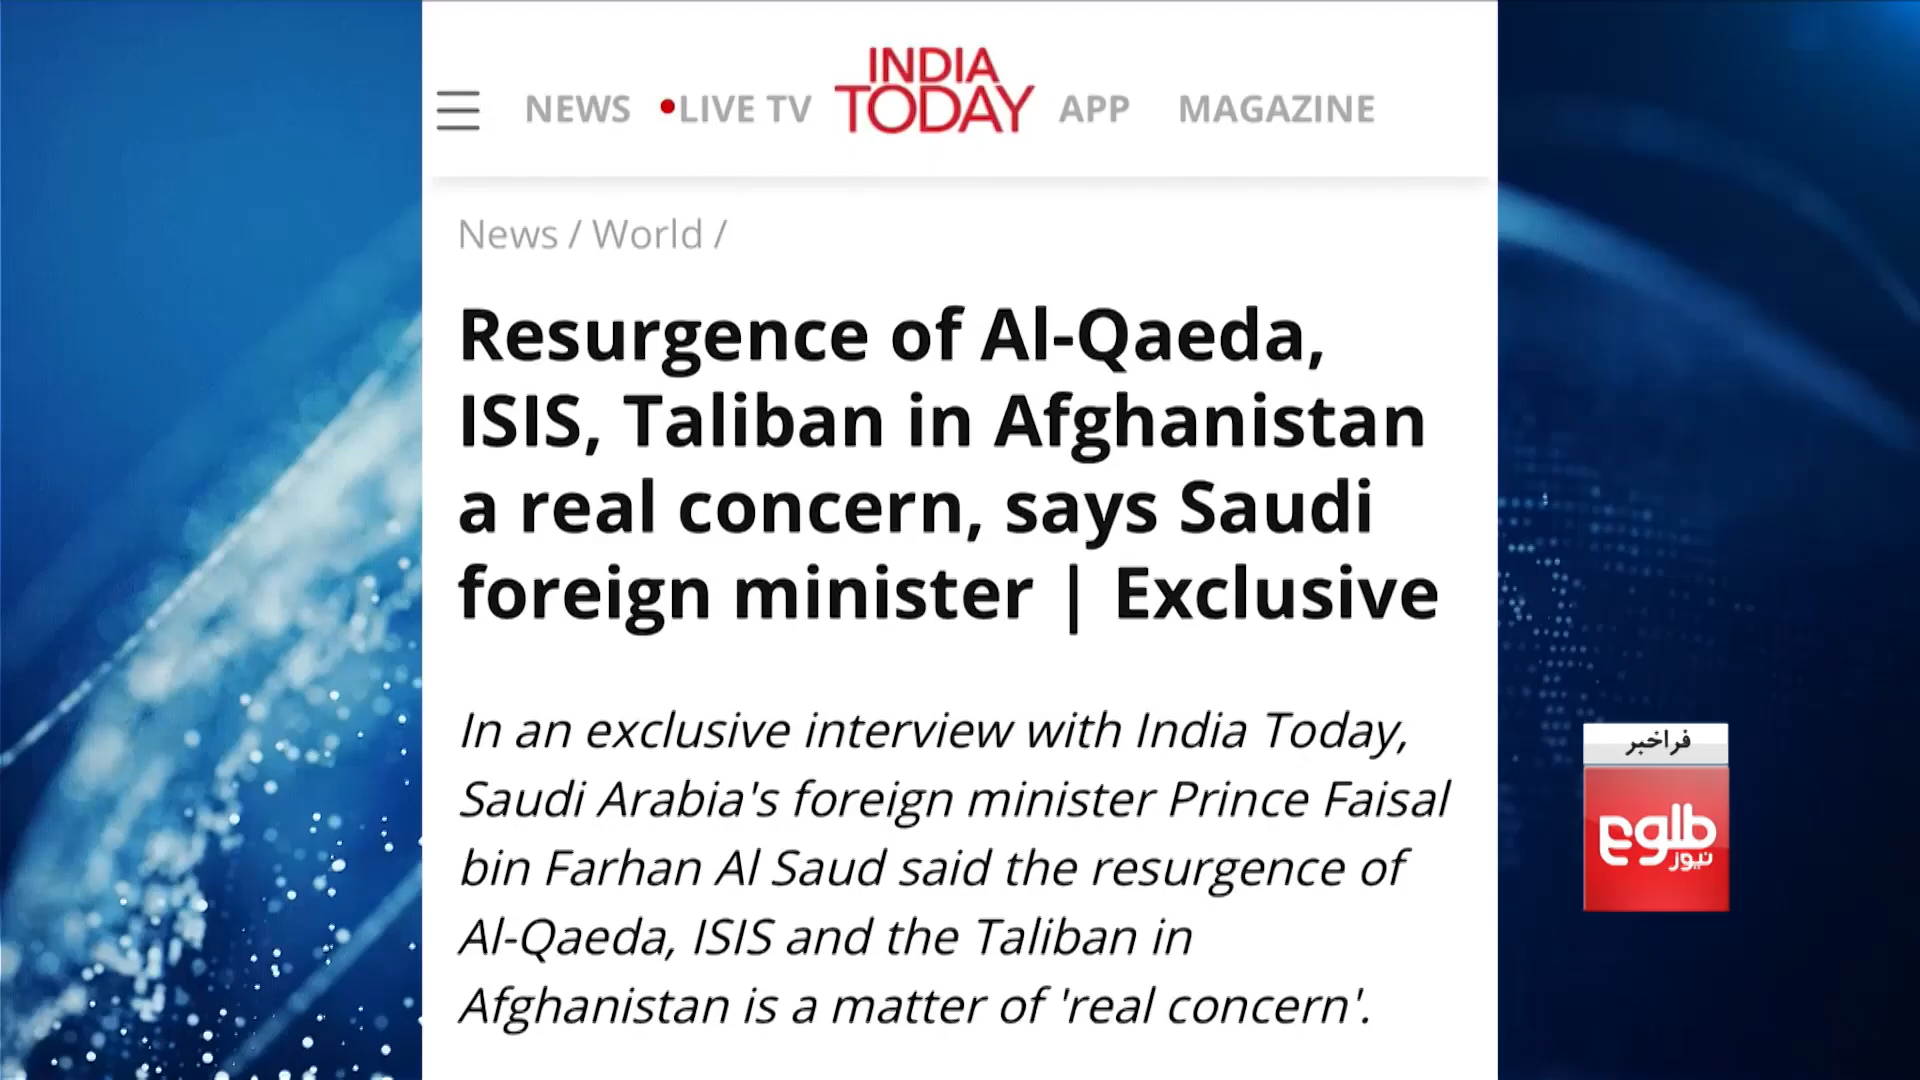 INDIA
NEWS •LIVE TV TODAY APP MAGAZINE
News / World /
Resurgence of Al-Qaeda,
ISIS, Taliban in Afghanistan
a real concern, says Saudi
foreign minister | Exclusive
In an exclusive interview with India Today,
Saudi Arabia's foreign minister Prince Faisal
bin Farhan Al Saud said the resurgence of
Al-Qaeda, ISIS and the Taliban in
Afghanistan is a matter of 'real concern'.
فراخبر
طلوع
نیوز